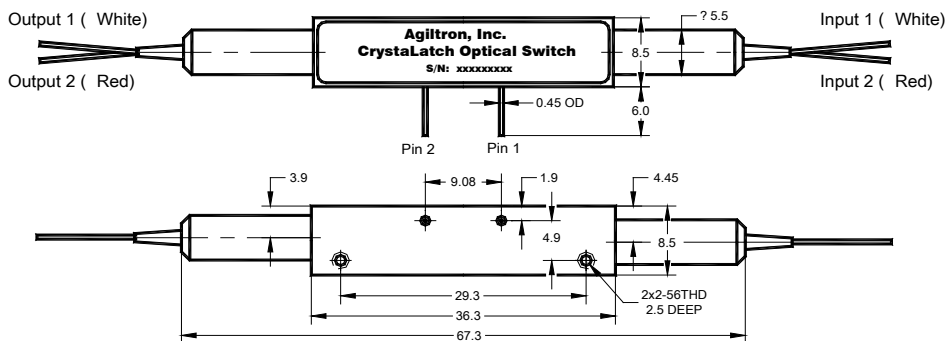 Output 1 ( White)
Agiltron, Inc.
CrystaLatch Optical Switch
S/N: xxxxxxxxx
? 5.5
8.5
Input 1 ( White)
Output 2 ( Red)
Input 2 ( Red)
0.45 OD
6.0
Pin 2
Pin 1
3.9
9.08
1.9
4.45
4.9
8.5
29.3
2x2-56THD
2.5 DEEP
36.3
67.3